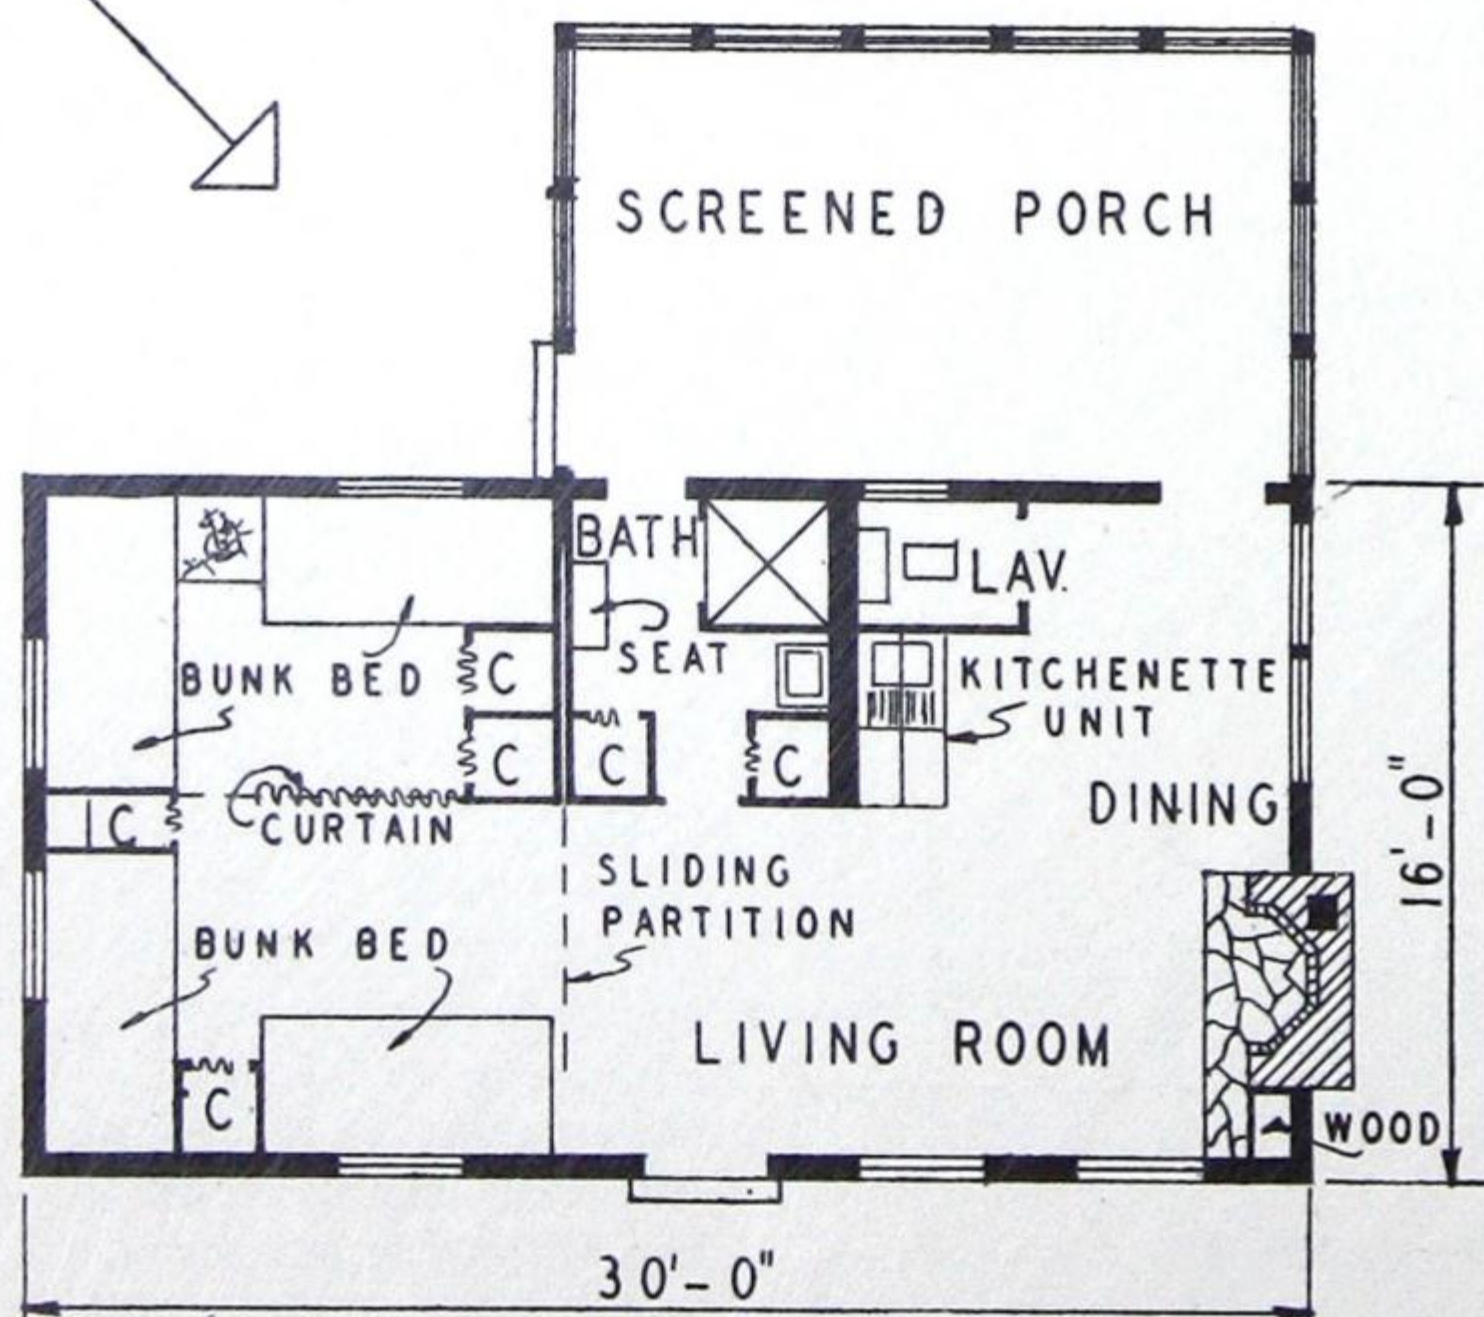 SCREENED PORCH
BATH
LAV.
SEAT
BUNK BED
C
KITCHENETTE
UNIT
C
C
C
C
CURTAIN
DINING
16'-0"
SLIDING
PARTITION
BUNK BED
LIVING ROOM
C
WOOD
30'-0"